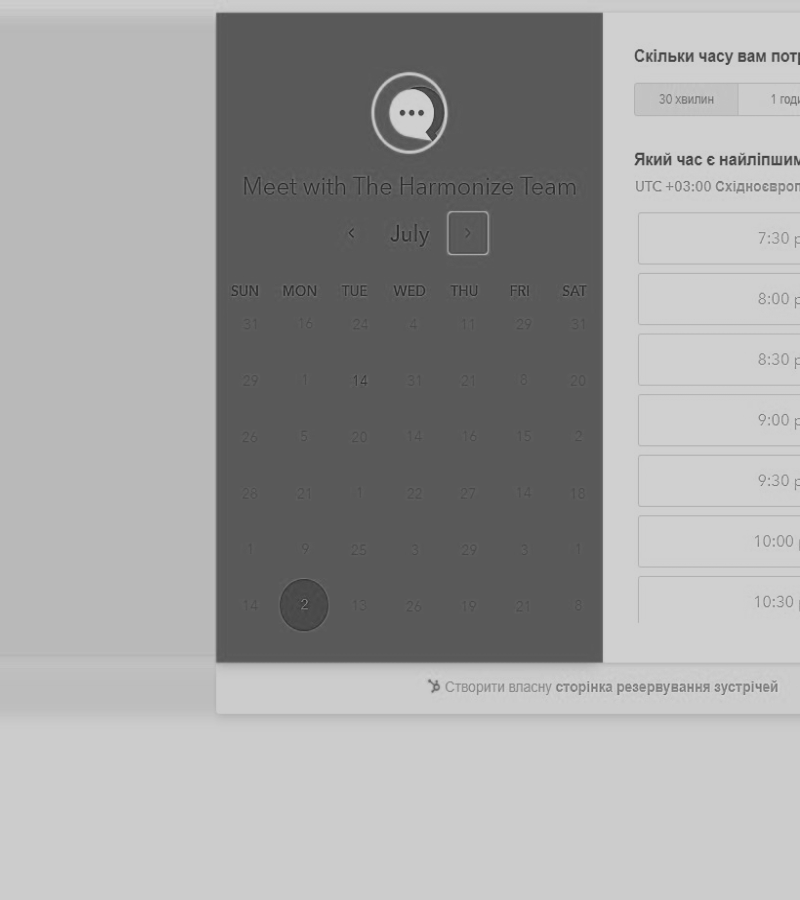 Meet with The Harmonize Team
July
SUN MON TUE WED THU FRI SAT
31 16 24 4 11 29 31
29 1 14 31 21 8 20
26 5 20 14 16 15 2
28 21 1 22 27 14 18
1 9 25 3 29 3 1
14 2 13 26 19 21 8
Скільки часу вам потр
30 хвилин 1 годи
Який час є найліпшим
UTC +03:00 Східноєвроп
7:30 p
8:00 p
8:30 p
9:00 p
9:30 p
10:00 p
10:30 p
Створити власну сторінка резервування зустрічей